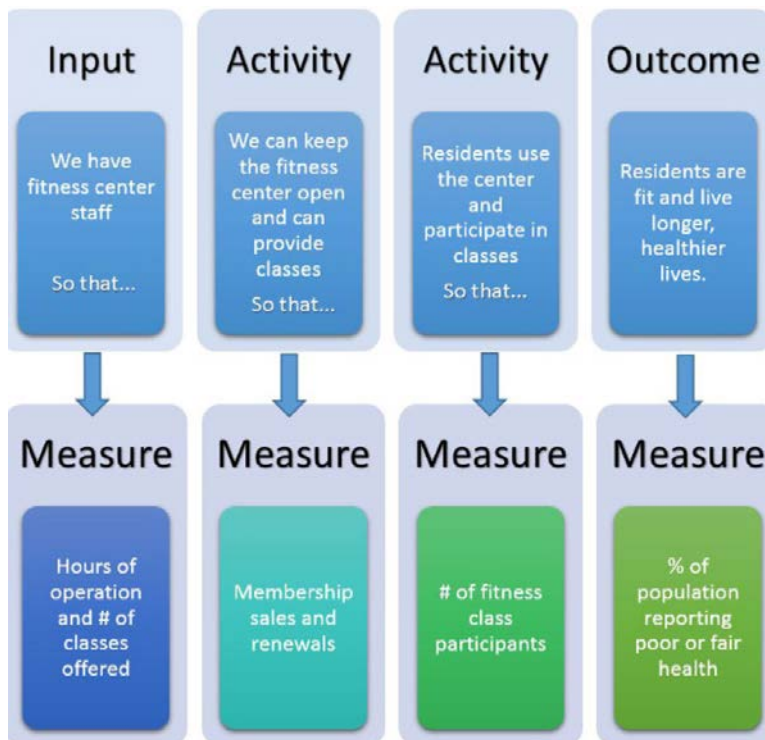 Input
We have
fitness center
staff
So that...
Activity
We can keep
the fitness
center open
and can
provide
classes
So that...
Activity
Residents use
the center
and
participate in
classes
So that...
Outcome
Residents are
fit and live
longer,
healthier
lives.
Measure
Hours of
operation
and # of
classes
offered
Measure
Membership
sales and
renewals
Measure
# of fitness
class
participants
Measure
% of
population
reporting
poor or fair
health